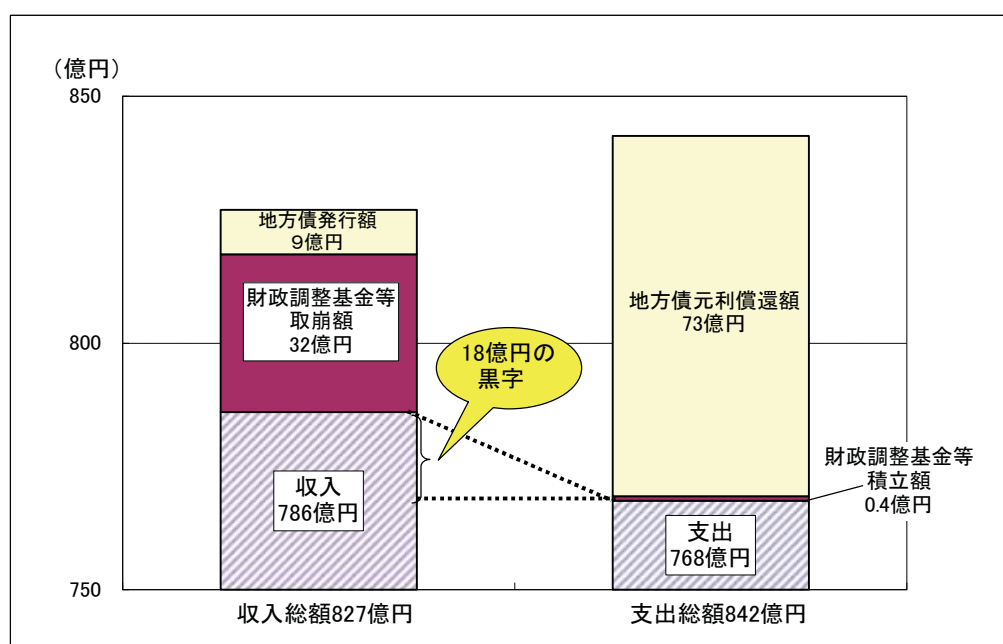 （億円）
850
800
750
地方債発行額
9億円
財政調整基金等
取崩額
32億円
収入
786億円
18億円の
黒字
地方債元利償還額
73億円
財政調整基金等
積立額
0.4億円
支出
768億円
収入総額827億円
支出総額842億円